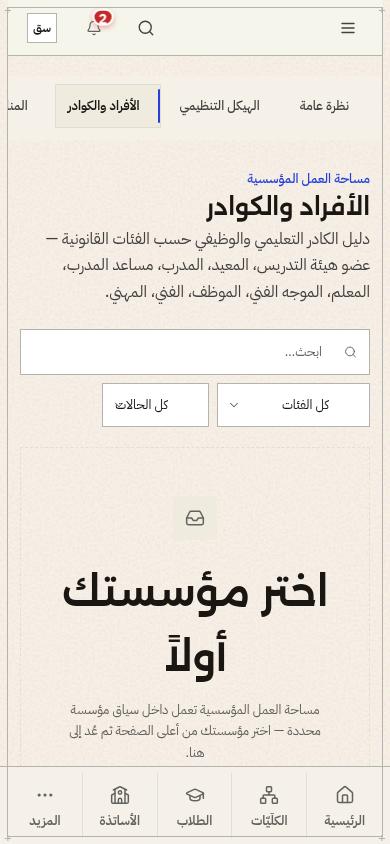 سق
2
نظرة عامة
الهيكل التنظيمي
الأفراد والكوادر
مساحة العمل المؤسسية
الأفراد والكوادر
دليل الكادر التعليمي والوظيفي حسب الفئات القانونية —
عضو هيئة التدريس، المعيد، المدرب، مساعد المدرب،
المعلم، الموجه الفني، الموظف، الفني، المهني.
ابحث...
كل الفئات
كل الحالات
اختر مؤسستك
أولاً
مساحة العمل المؤسسية تعمل داخل سياق مؤسسة
محددة — اختر مؤسستك من أعلى الصفحة ثم عُد إلى
هنا.
الرئيسية
الكليّات
الطلاب
الأساتذة
المزيد